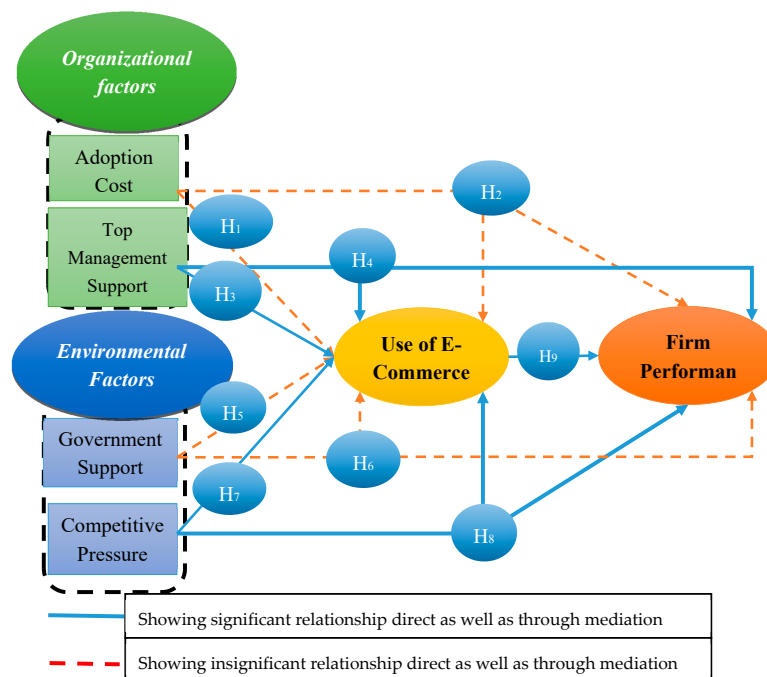 Organizational
factors
Adoption
Cost
H2
H1
Top
Management
Support
H4
H3
Environmental
Factors
Use of E-
Commerce
H9
Firm
Performan
H5
Government
Support
H6
H7
Competitive
Pressure
H8
Showing significant relationship direct as well as through mediation
Showing insignificant relationship direct as well as through mediation